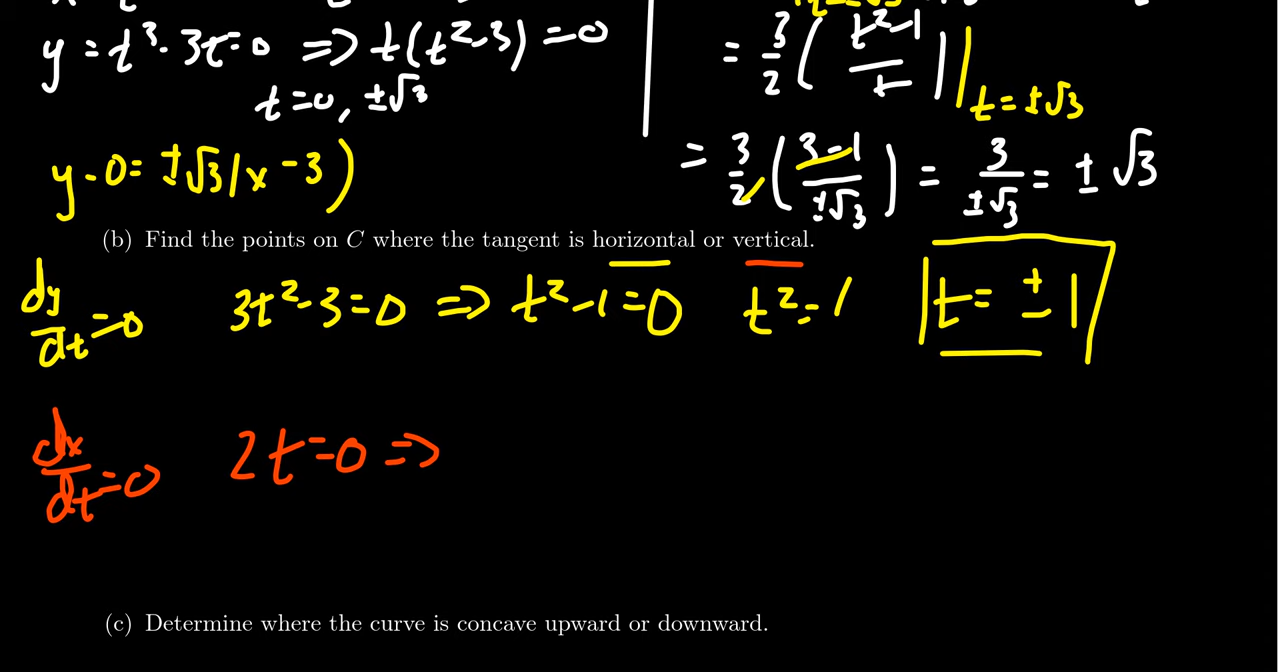 y = t³ - 3t = 0 ⇒ t(t² - 3) = 0
t = 0, ±√3
y - 0 = ±√3(x - 3)
= 3/2 ( (t² - 1)/t ) | t = ±√3
= 3/2 ( (3 - 1)/(±√3) ) = 3/(±√3) = ±√3
(b) Find the points on C where the tangent is horizontal or vertical.
dy/dt = 0 3t² - 3 = 0 ⇒ t² - 1 = 0 t² = 1 t = ±1
dx/dt = 0 2t = 0 ⇒
(c) Determine where the curve is concave upward or downward.